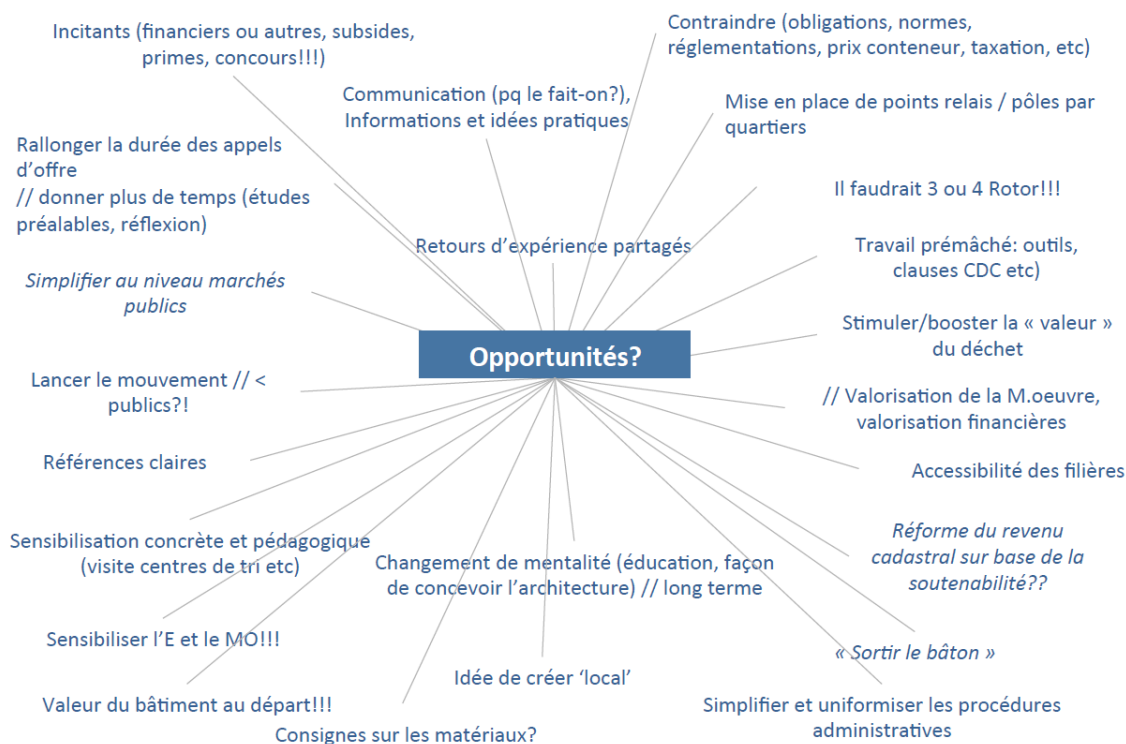 Incitants (financiers ou autres, subsides,
primes, concours!!!)
Contraindre (obligations, normes,
réglementations, prix conteneur, taxation, etc)
Communication (pq le fait-on?),
Informations et idées pratiques
Mise en place de points relais / pôles par
quartiers
Rallonger la durée des appels
d’offre
// donner plus de temps (études
préalables, réflexion)
Il faudrait 3 ou 4 Rotor!!!
Retours d’expérience partagés
Travail prémâché: outils,
clauses CDC etc)
Simplifier au niveau marchés
publics
Stimuler/booster la « valeur »
du déchet
Opportunités?
Lancer le mouvement // <
publics?!
// Valorisation de la M.oeuvre,
valorisation financières
Références claires
Accessibilité des filières
Sensibilisation concrète et pédagogique
(visite centres de tri etc)
Changement de mentalité (éducation, façon
de concevoir l’architecture) // long terme
Réforme du revenu
cadastral sur base de la
soutenabilité??
Sensibiliser l’E et le MO!!!
« Sortir le bâton »
Idée de créer ‘local’
Valeur du bâtiment au départ!!!
Simplifier et uniformiser les procédures
administratives
Consignes sur les matériaux?